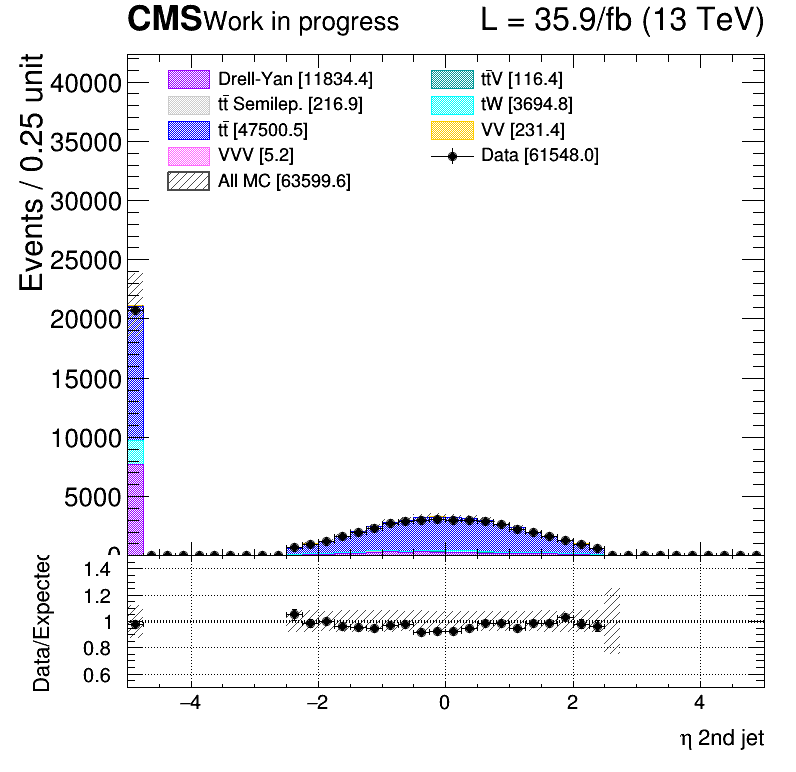 CMS Work in progress L = 35.9/fb (13 TeV)
Events / 0.25 unit
40000
35000
30000
25000
20000
15000
10000
5000
0
Drell-Yan [11834.4]
tt̄ Semilep. [216.9]
tt̄ [47500.5]
VVV [5.2]
All MC [63599.6]
tt̄V [116.4]
tW [3694.8]
VV [231.4]
Data [61548.0]
Data/Expected
1.4
1.2
1
0.8
0.6
−4 −2 0 2 4
η 2nd jet